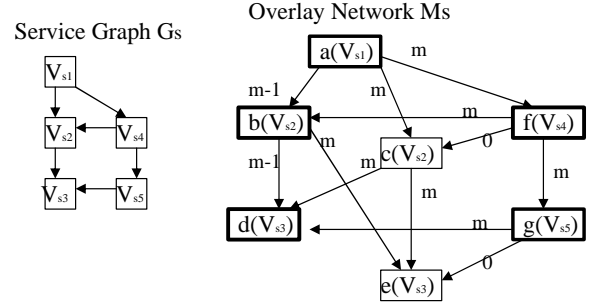 Service Graph Gs
Overlay Network Ms
Vs1
Vs2
Vs4
Vs3
Vs5
a(Vs1)
m-1
m
m
b(Vs2)
m
f(Vs4)
m-1
m
c(Vs2)
0
m
m
m
d(Vs3)
m
g(Vs5)
0
e(Vs3)